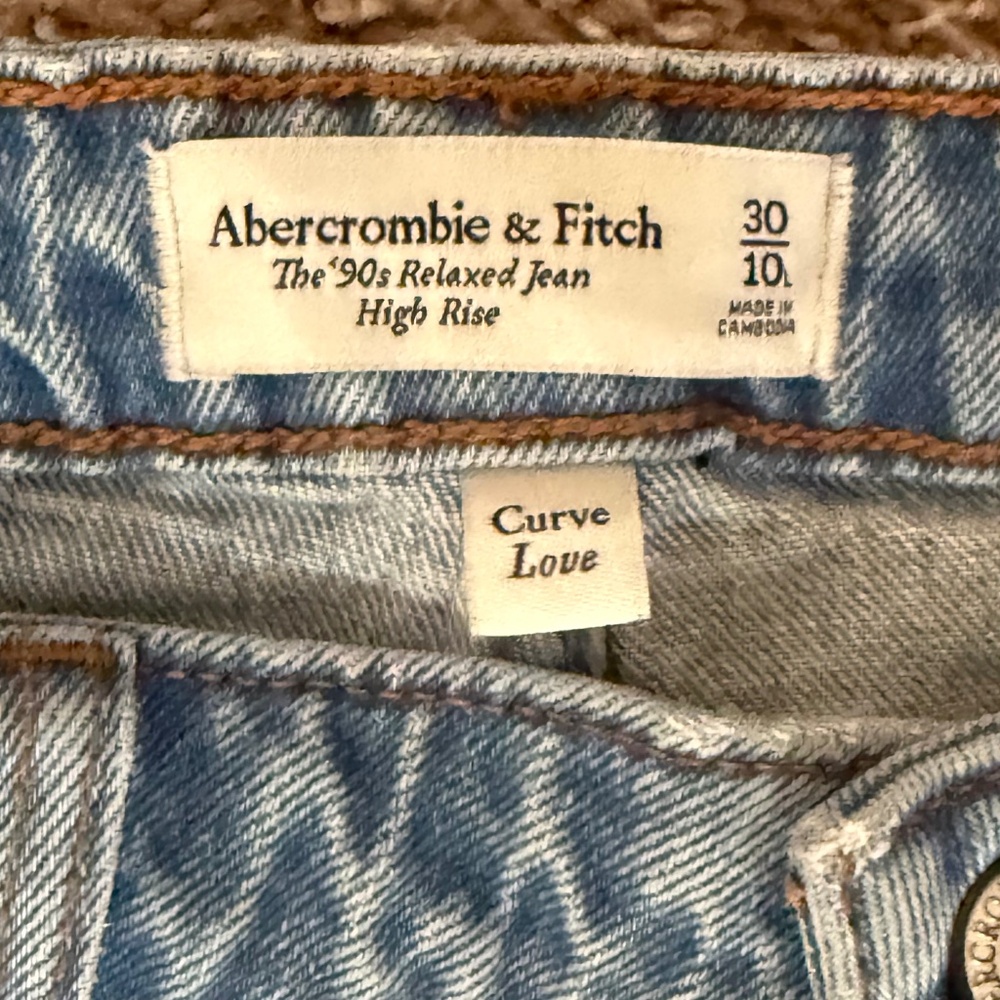 Abercrombie & Fitch
The '90s Relaxed Jean
High Rise
30
10L
MADE IN
CAMBODIA
Curve
Love